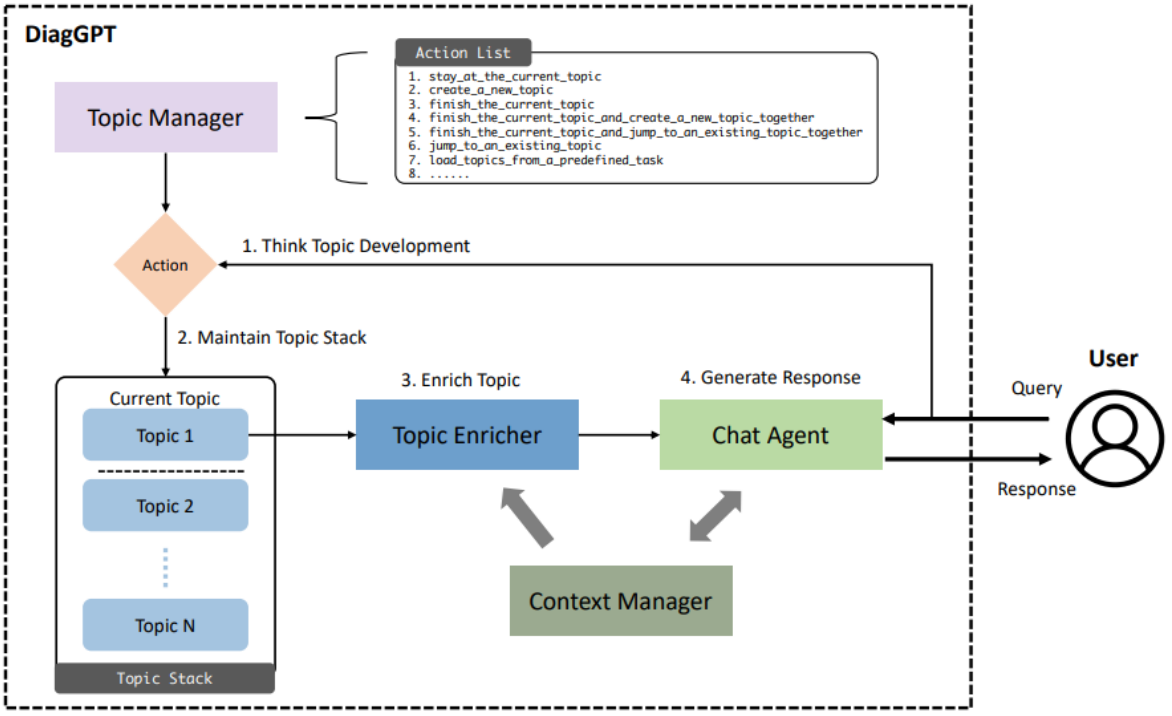 DiagGPT
Topic Manager
Action List
1. stay_at_the_current_topic
2. create_a_new_topic
3. finish_the_current_topic
4. finish_the_current_topic_and_create_a_new_topic_together
5. finish_the_current_topic_and_jump_to_an_existing_topic_together
6. jump_to_an_existing_topic
7. load_topics_from_a_predefined_task
8. ......
Action
1. Think Topic Development
2. Maintain Topic Stack
Current Topic
Topic 1
Topic 2
Topic N
Topic Stack
3. Enrich Topic
Topic Enricher
4. Generate Response
Chat Agent
Context Manager
User
Query
Response